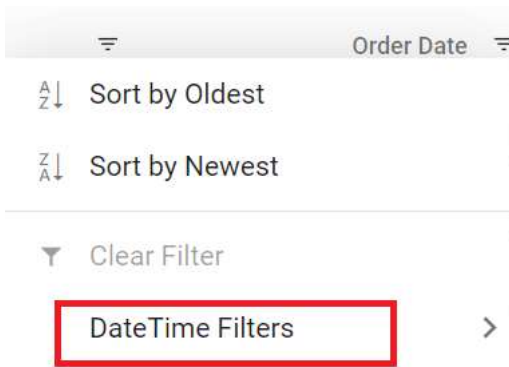 Order Date
Sort by Oldest
Sort by Newest
Clear Filter
DateTime Filters